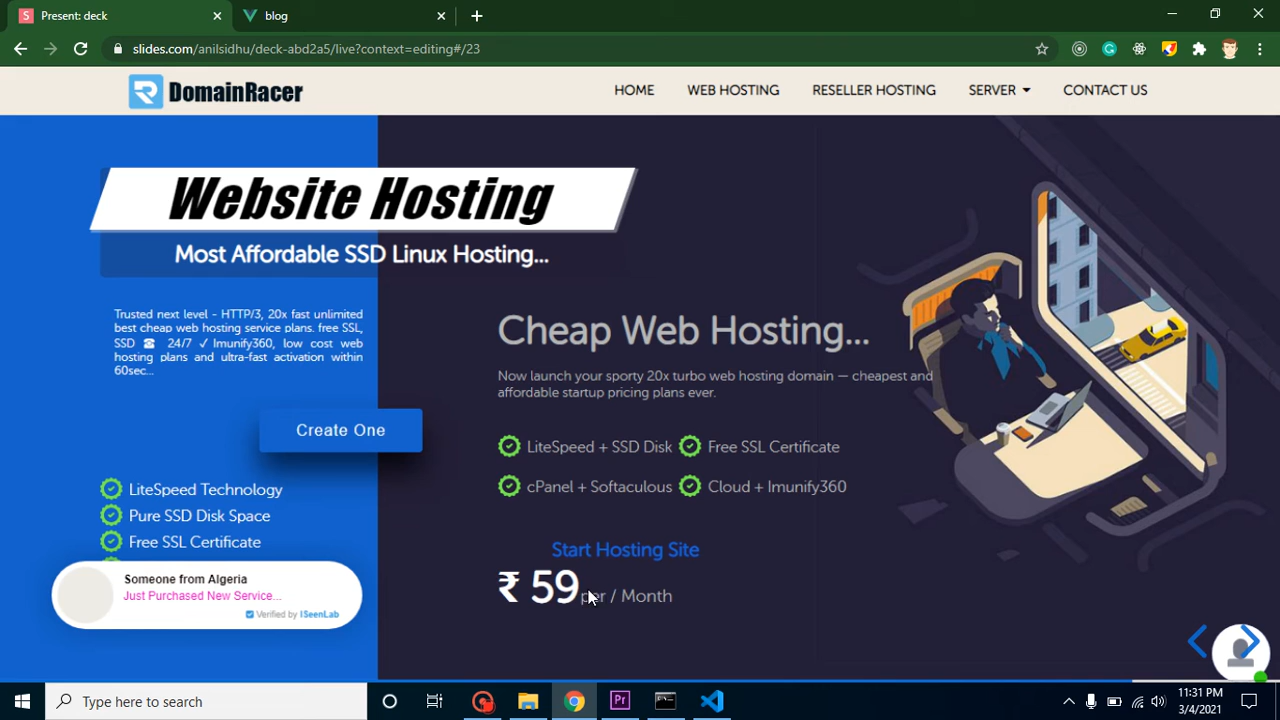 Present: deck
blog
slides.com/anilsidhu/deck-abd2a5/live?context=editing#/23
DomainRacer
HOME
WEB HOSTING
RESELLER HOSTING
SERVER
CONTACT US
Website Hosting
Most Affordable SSD Linux Hosting...
Trusted next level - HTTP/3, 20x fast unlimited
best cheap web hosting service plans. free SSL,
SSD ☎ 24/7 ✓ Imunify360, low cost web
hosting plans and ultra-fast activation within
60sec...
Create One
LiteSpeed Technology
Pure SSD Disk Space
Free SSL Certificate
Someone from Algeria
Just Purchased New Service...
Verified by ISeenLab
Cheap Web Hosting...
Now launch your sporty 20x turbo web hosting domain — cheapest and
affordable startup pricing plans ever.
LiteSpeed + SSD Disk
Free SSL Certificate
cPanel + Softaculous
Cloud + Imunify360
Start Hosting Site
₹ 59 per / Month
Type here to search
Pr
11:31 PM
3/4/2021